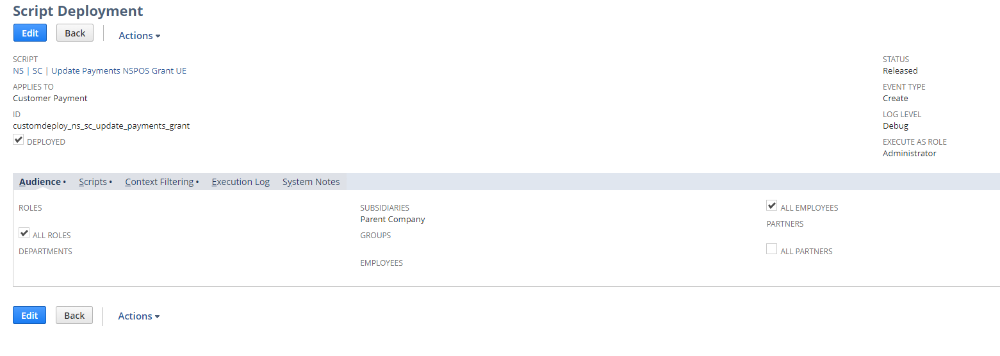 Script Deployment
Edit Back Actions
SCRIPT
NS | SC | Update Payments NSPOS Grant UE
APPLIES TO
Customer Payment
ID
customdeploy_ns_sc_update_payments_grant
DEPLOYED
STATUS
Released
EVENT TYPE
Create
LOG LEVEL
Debug
EXECUTE AS ROLE
Administrator
Audience • Scripts • Context Filtering • Execution Log System Notes
ROLES
ALL ROLES
DEPARTMENTS
SUBSIDIARIES
Parent Company
GROUPS
EMPLOYEES
ALL EMPLOYEES
PARTNERS
ALL PARTNERS
Edit Back Actions